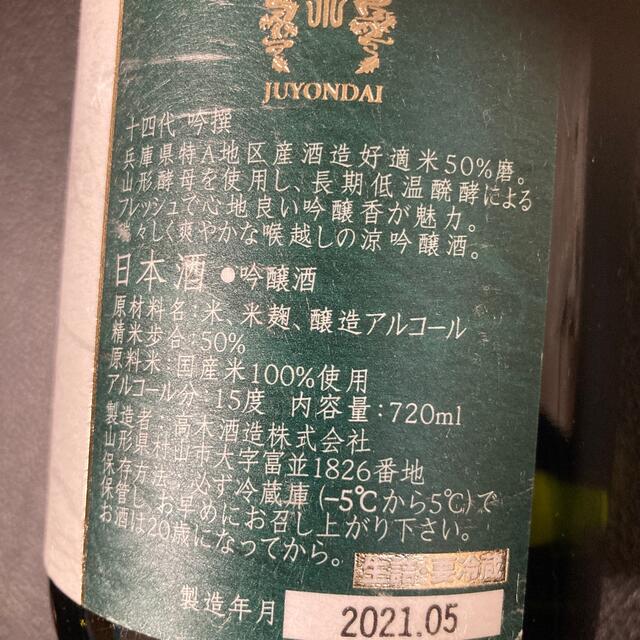 JUYONDAI
十四代 吟撰
兵庫県特A地区産酒造好適米50%磨。
山形酵母を使用し、長期低温醗酵による
フレッシュで心地良い吟醸香が魅力。
々しく爽やかな喉越しの涼吟醸酒。
日本酒 ●吟醸酒
原材料名:米、米麹、醸造アルコール
精米歩合:50%
原料米 国産米100%使用
アルコール分 15度 内容量:720ml
製造者 高木酒造株式会社
山形県村山市大字富並1826番地
保存方法 必ず冷蔵庫(-5℃から5℃)で
保管し、お早めにお召し上がり下さい。
お酒は20歳になってから。
生詰・要冷蔵
製造年月 2021.05